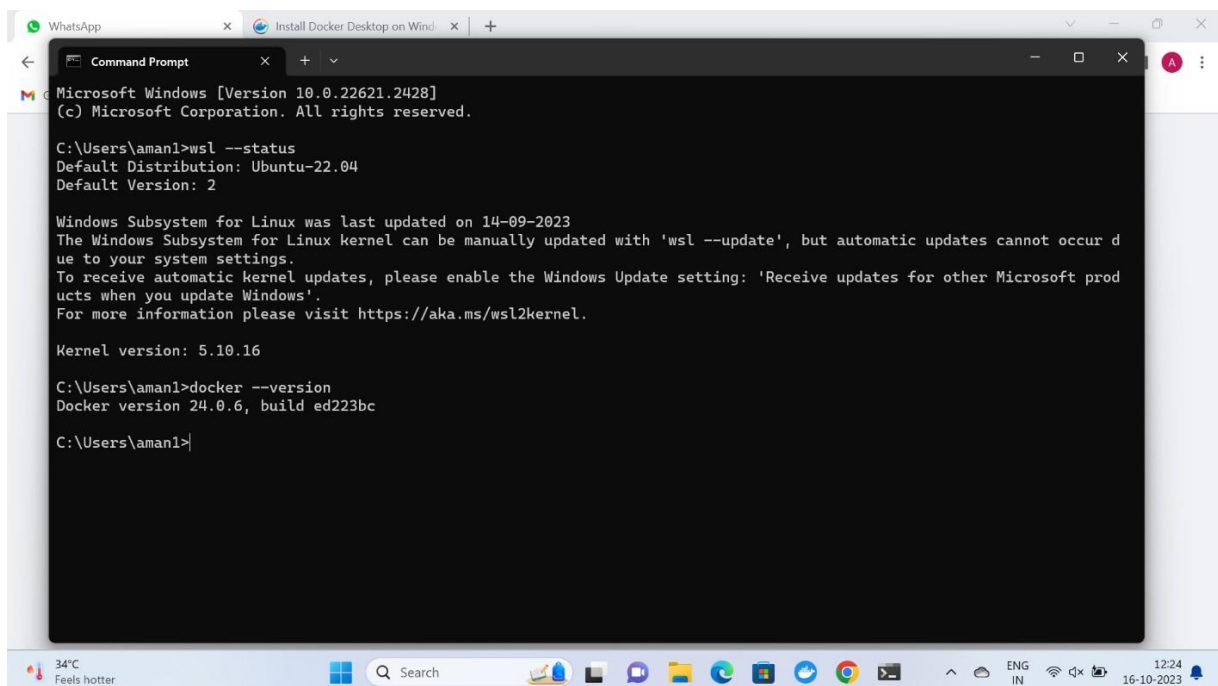 WhatsApp
Install Docker Desktop on Wind
Command Prompt
A
Microsoft Windows [Version 10.0.22621.2428]
(c) Microsoft Corporation. All rights reserved.
C:\Users\aman1>wsl --status
Default Distribution: Ubuntu-22.04
Default Version: 2
Windows Subsystem for Linux was last updated on 14-09-2023
The Windows Subsystem for Linux kernel can be manually updated with 'wsl --update', but automatic updates cannot occur d
ue to your system settings.
To receive automatic kernel updates, please enable the Windows Update setting: 'Receive updates for other Microsoft prod
ucts when you update Windows'.
For more information please visit https://aka.ms/wsl2kernel.
Kernel version: 5.10.16
C:\Users\aman1>docker --version
Docker version 24.0.6, build ed223bc
C:\Users\aman1>
34°C
Feels hotter
Search
ENG
IN
12:24
16-10-2023